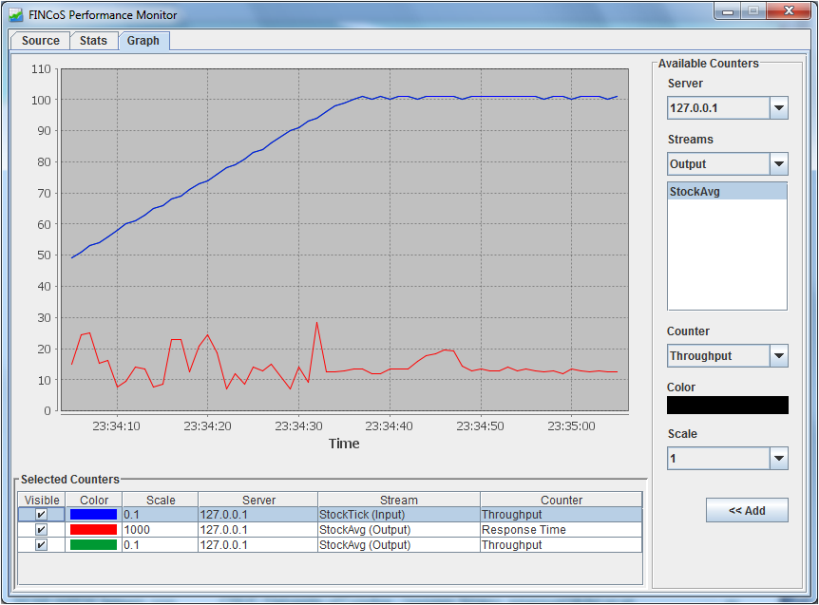 FINCoS Performance Monitor
Source Stats Graph
110
100
90
80
70
60
50
40
30
20
10
0
23:34:10 23:34:20 23:34:30 23:34:40 23:34:50 23:35:00
Time
Available Counters
Server
127.0.0.1
Streams
Output
StockAvg
Counter
Throughput
Color
Scale
1
<< Add
Selected Counters
Visible Color Scale Server Stream Counter
0.1 127.0.0.1 StockTick (Input) Throughput
1000 127.0.0.1 StockAvg (Output) Response Time
0.1 127.0.0.1 StockAvg (Output) Throughput